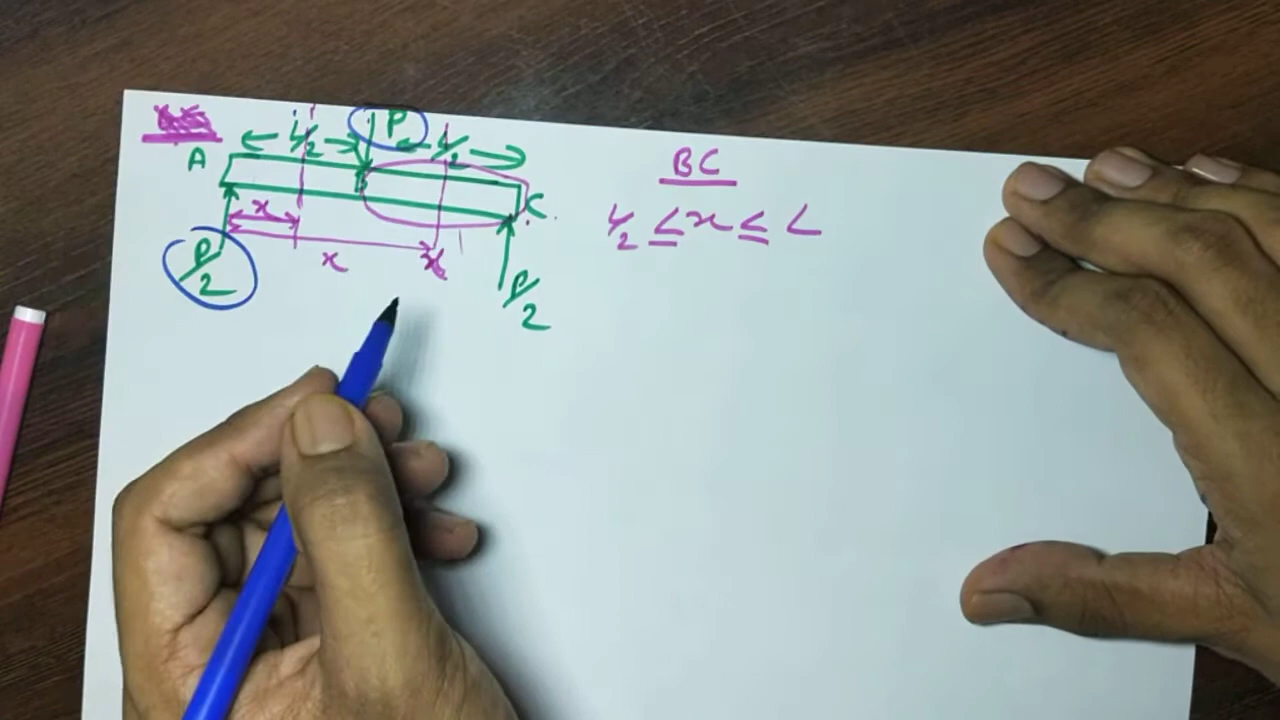 P
L/2 L/2
A B C
x
x
P/2 P/2
BC
L/2 ≤ x ≤ L